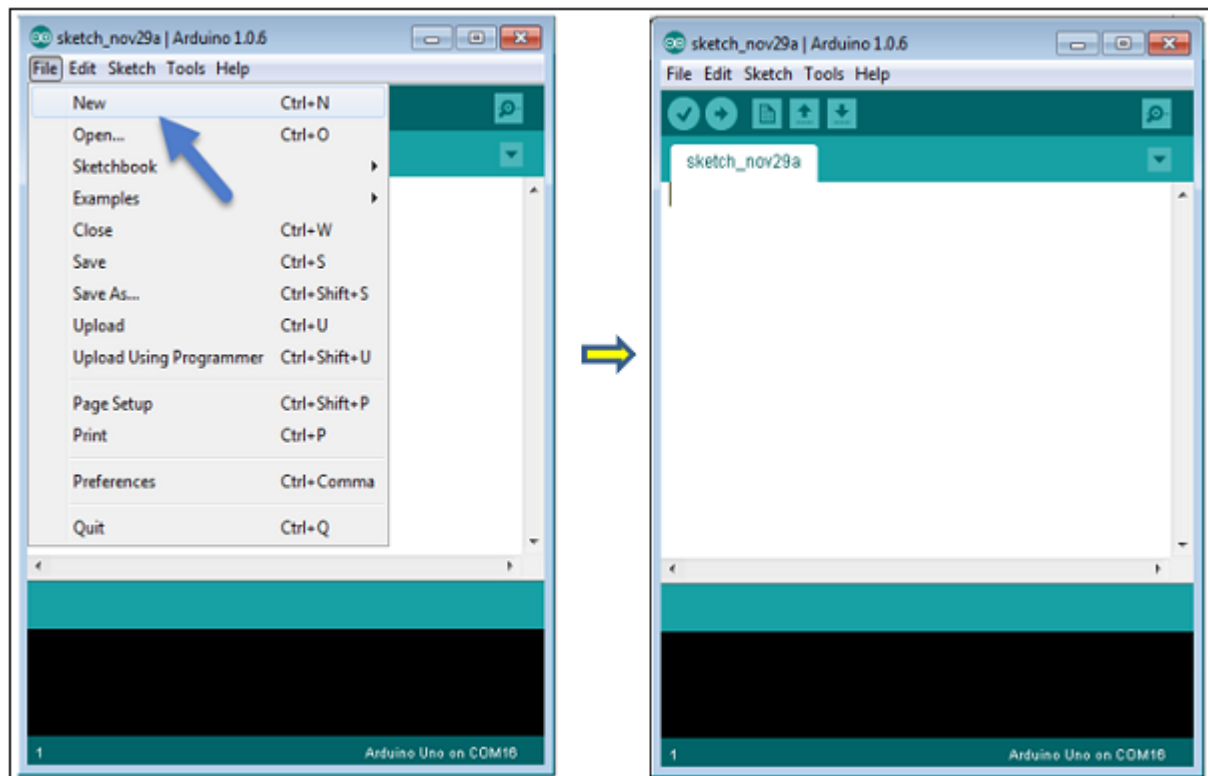 sketch_nov29a | Arduino 1.0.6
File Edit Sketch Tools Help
New Ctrl+N
Open... Ctrl+O
Sketchbook
Examples
Close Ctrl+W
Save Ctrl+S
Save As... Ctrl+Shift+S
Upload Ctrl+U
Upload Using Programmer Ctrl+Shift+U
Page Setup Ctrl+Shift+P
Print Ctrl+P
Preferences Ctrl+Comma
Quit Ctrl+Q
1 Arduino Uno on COM16
sketch_nov29a | Arduino 1.0.6
File Edit Sketch Tools Help
sketch_nov29a
1 Arduino Uno on COM16